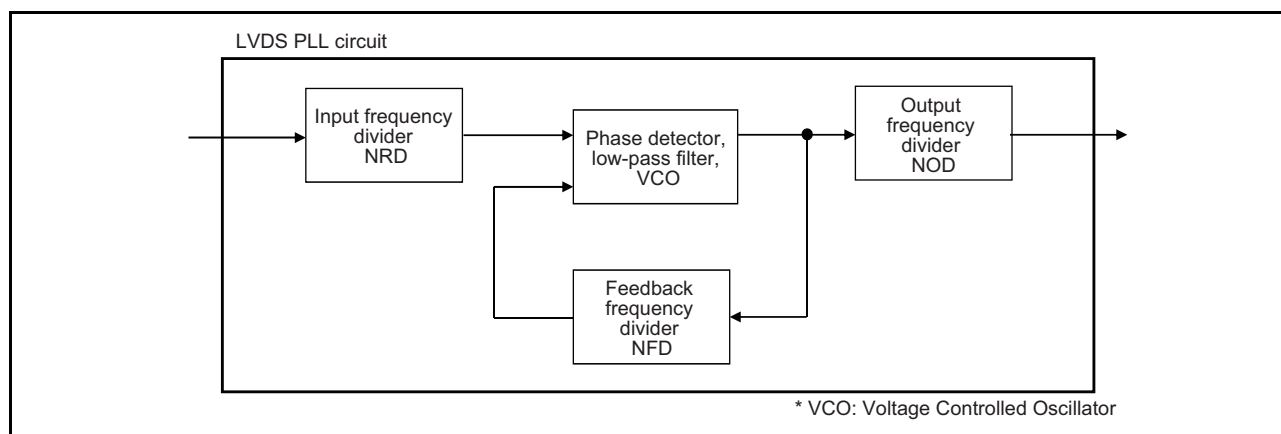 LVDS PLL circuit
Input frequency
divider
NRD
Phase detector,
low-pass filter,
VCO
Output
frequency
divider
NOD
Feedback
frequency
divider
NFD
* VCO: Voltage Controlled Oscillator